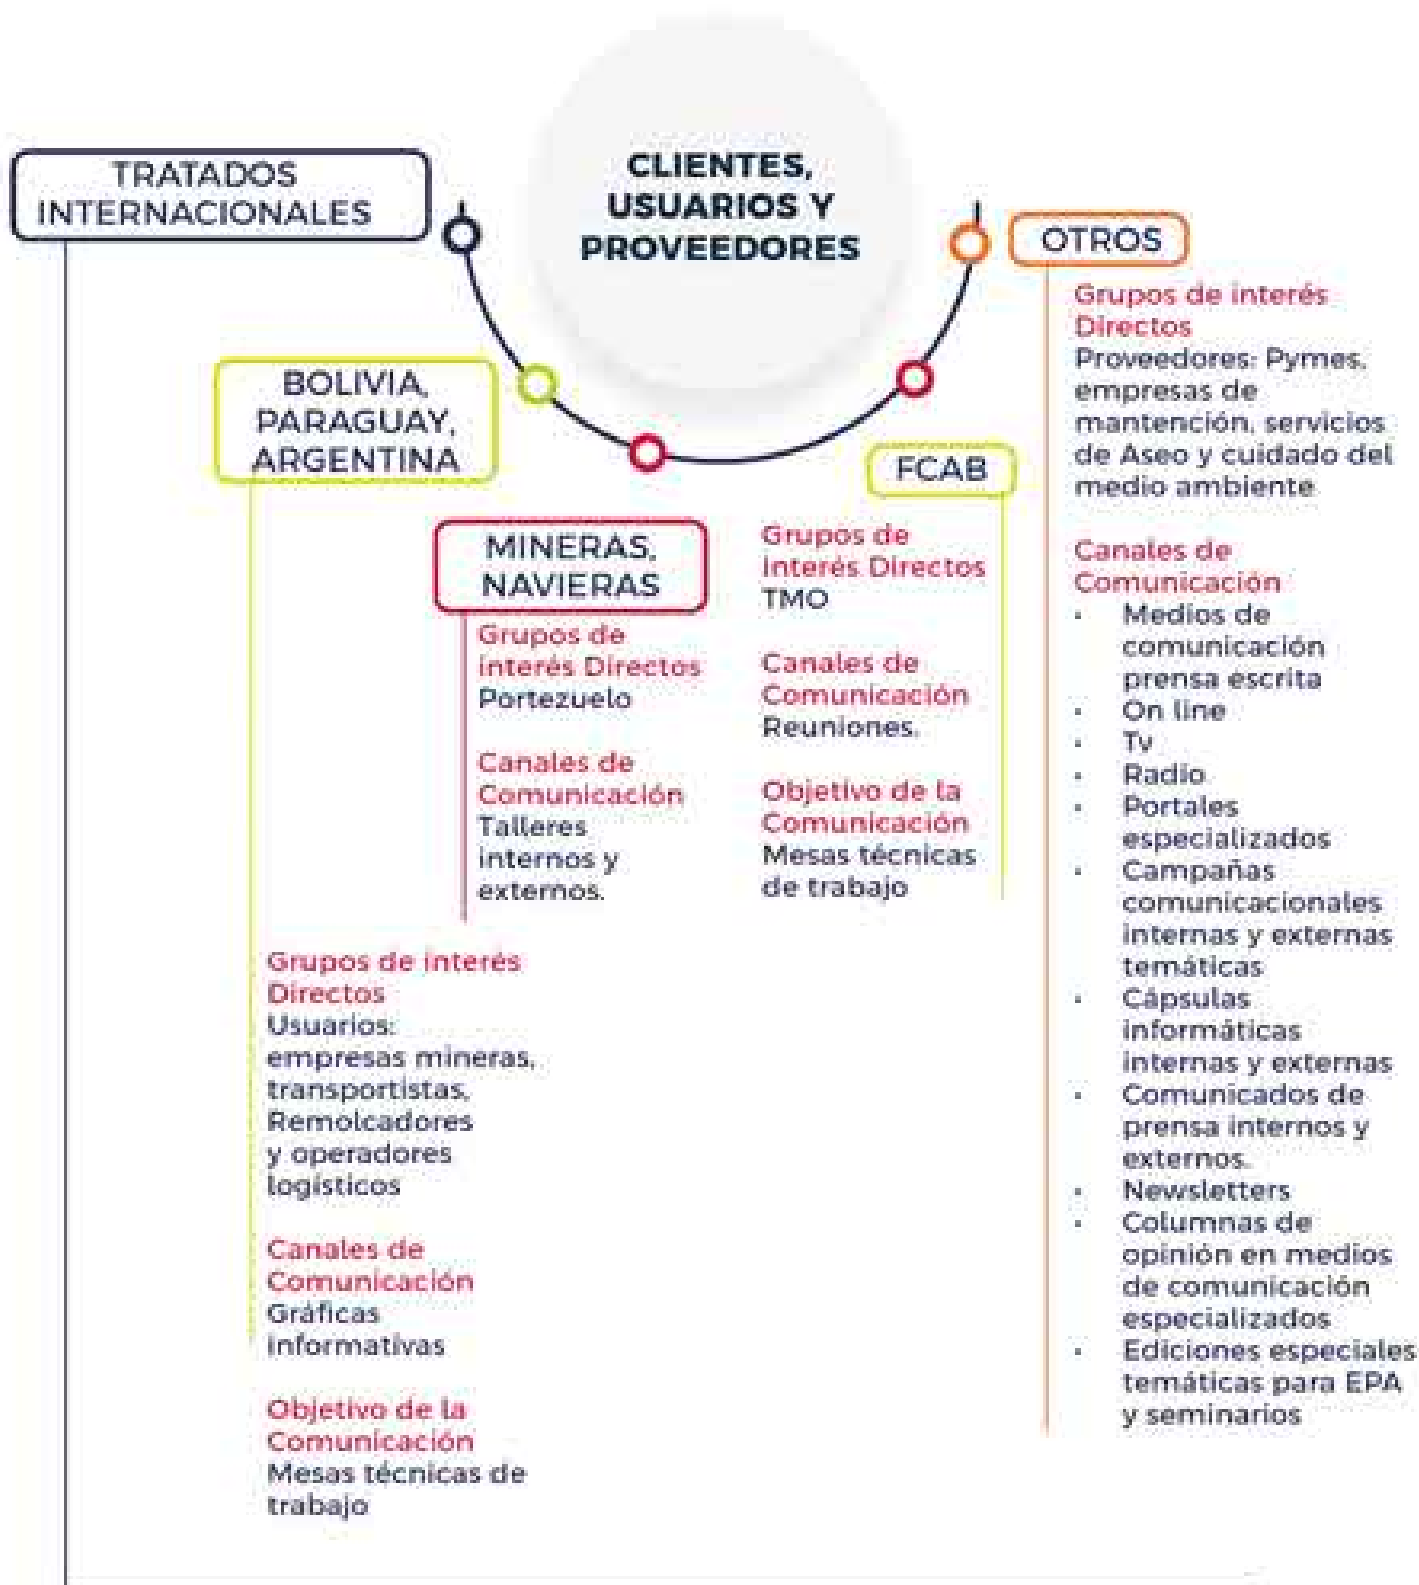 CLIENTES,
USUARIOS Y
PROVEEDORES
TRATADOS
INTERNACIONALES
BOLIVIA,
PARAGUAY,
ARGENTINA
Grupos de interés
Directos
Usuarios:
empresas mineras,
transportistas,
Remolcadores
y operadores
logísticos
Canales de
Comunicación
Gráficas
informativas
Objetivo de la
Comunicación
Mesas técnicas de
trabajo
MINERAS,
NAVIERAS
Grupos de
interés Directos
Portezuelo
Canales de
Comunicación
Talleres
internos y
externos.
FCAB
Grupos de
interés Directos
TMO
Canales de
Comunicación
Reuniones.
Objetivo de la
Comunicación
Mesas técnicas
de trabajo
OTROS
Grupos de interés
Directos
Proveedores: Pymes,
empresas de
mantención, servicios
de Aseo y cuidado del
medio ambiente
Canales de
Comunicación
• Medios de
comunicación
prensa escrita
• On line
• Tv
• Radio
• Portales
especializados
• Campañas
comunicacionales
internas y externas
temáticas
• Cápsulas
informáticas
internas y externas
• Comunicados de
prensa internos y
externos.
• Newsletters
• Columnas de
opinión en medios
de comunicación
especializados
• Ediciones especiales
temáticas para EPA
y seminarios